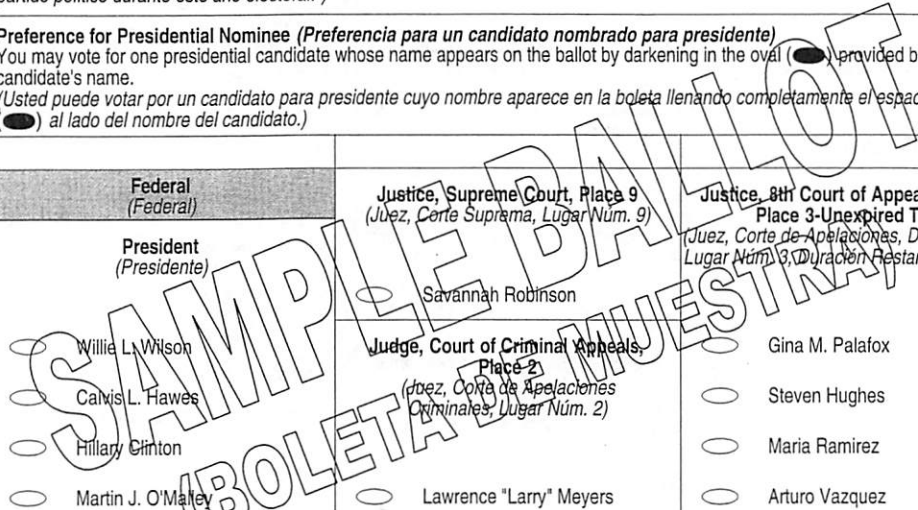 Preference for Presidential Nominee (Preferencia para un candidato nombrado para presidente)
You may vote for one presidential candidate whose name appears on the ballot by darkening in the oval () provided b
candidate's name.
(Usted puede votar por un candidato para presidente cuyo nombre aparece en la boleta llenando completamente el espac
() al lado del nombre del candidato.)
Federal
(Federal)
President
(Presidente)
Willie L. Wilson
Calvis L. Hawes
Hillary Clinton
Martin J. O'Malley
Justice, Supreme Court, Place 9
(Juez, Corte Suprema, Lugar Núm. 9)
Savannah Robinson
Judge, Court of Criminal Appeals,
Place 2
(Juez, Corte de Apelaciones
Criminales, Lugar Núm. 2)
Lawrence "Larry" Meyers
Justice, 8th Court of Appea
Place 3-Unexpired T
(Juez, Corte de Apelaciones, D
Lugar Núm. 3, Duración Restan
Gina M. Palafox
Steven Hughes
Maria Ramirez
Arturo Vazquez
SAMPLE BALLOT
(BOLETA DE MUESTRA)